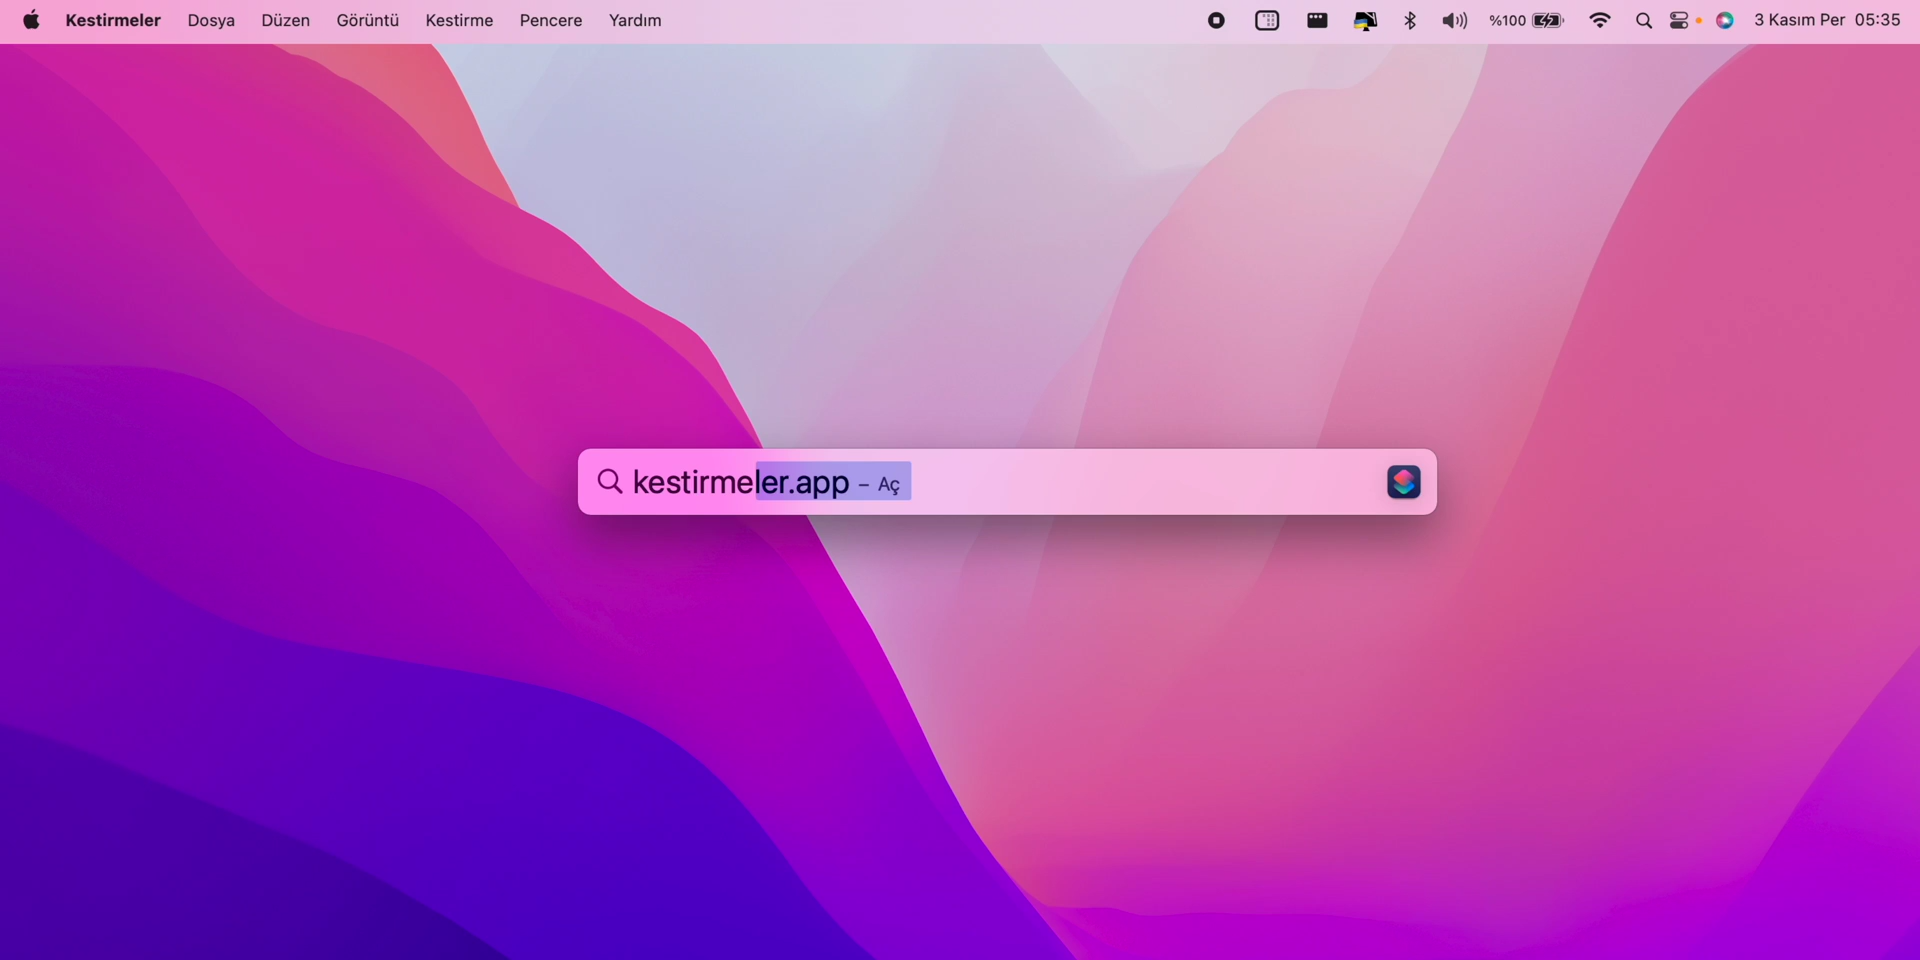 Kestirmeler Dosya Düzen Görüntü Kestirme Pencere Yardım %100 3 Kasım Per 05:35
kestirmeler.app – Aç